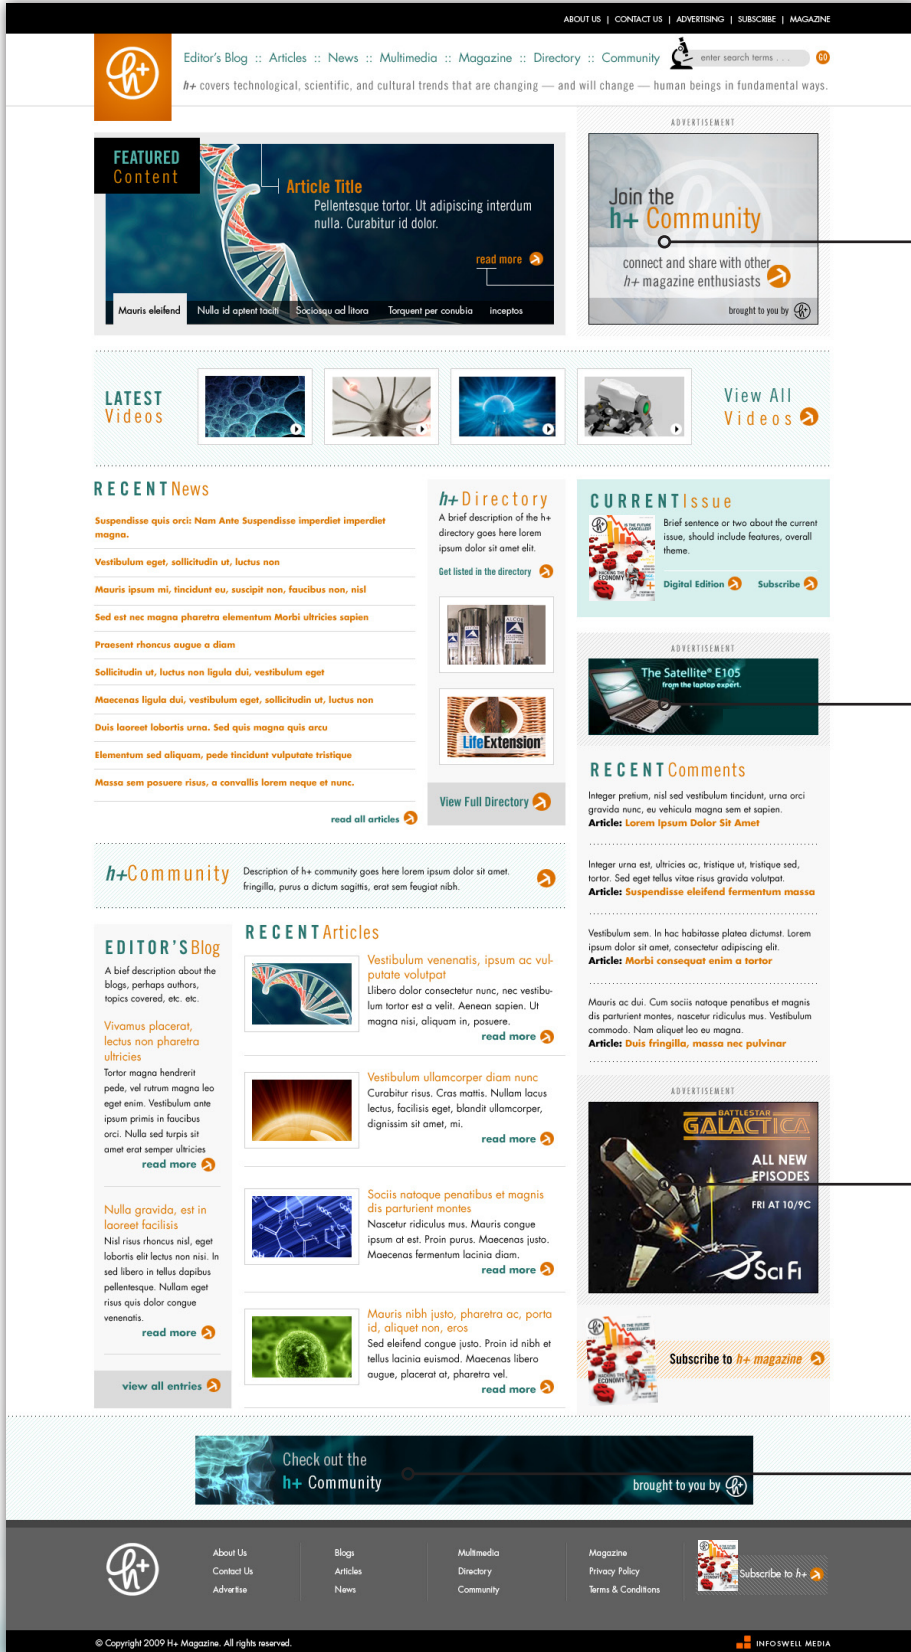 ABOUT US | CONTACT US | ADVERTISING | SUBSCRIBE | MAGAZINE
h+
Editor's Blog :: Articles :: News :: Multimedia :: Magazine :: Directory :: Community
enter search terms . . .
GO
h+ covers technological, scientific, and cultural trends that are changing — and will change — human beings in fundamental ways.
FEATURED
Content
Article Title
Pellentesque tortor. Ut adipiscing interdum
nulla. Curabitur id dolor.
read more
Mauris eleifend
Nulla id aptent taciti
Sociosqu ad litora
Torquent per conubia
inceptos
ADVERTISEMENT
Join the
h+ Community
connect and share with other
h+ magazine enthusiasts
brought to you by h+
LATEST
Videos
View All
Videos
RECENT News
Suspendisse quis orci: Nam Ante Suspendisse imperdiet imperdiet
magna.
Vestibulum eget, sollicitudin ut, luctus non
Mauris ipsum mi, tincidunt eu, suscipit non, faucibus non, nisl
Sed est nec magna pharetra elementum Morbi ultricies sapien
Praesent rhoncus augue a diam
Sollicitudin ut, luctus non ligula dui, vestibulum eget
Maecenas ligula dui, vestibulum eget, sollicitudin ut, luctus non
Duis laoreet lobortis urna. Sed quis magna quis arcu
Elementum sed aliquam, pede tincidunt vulputate tristique
Massa sem posuere risus, a convallis lorem neque et nunc.
read all articles
h+ Directory
A brief description of the h+
directory goes here lorem
ipsum dolor sit amet elit.
Get listed in the directory
ALCOR
LifeExtension
View Full Directory
CURRENT Issue
IS THE FUTURE
CANCELLED?
HACKING THE
ECONOMY
Brief sentence or two about the current
issue, should include features, overall
theme.
Digital Edition
Subscribe
ADVERTISEMENT
The Satellite® E105
from the laptop expert.
RECENT Comments
Integer pretium, nisl sed vestibulum tincidunt, urna orci
gravida nunc, eu vehicula magna sem et sapien.
Article: Lorem Ipsum Dolor Sit Amet
Integer urna est, ultricies ac, tristique ut, tristique sed,
tortor. Sed eget tellus vitae risus gravida volutpat.
Article: Suspendisse eleifend fermentum massa
Vestibulum sem. In hac habitasse platea dictumst. Lorem
ipsum dolor sit amet, consectetur adipiscing elit.
Article: Morbi consequat enim a tortor
Mauris ac dui. Cum sociis natoque penatibus et magnis
dis parturient montes, nascetur ridiculus mus. Vestibulum
commodo. Nam aliquet leo eu magna.
Article: Duis fringilla, massa nec pulvinar
h+ Community
Description of h+ community goes here lorem ipsum dolor sit amet.
fringilla, purus a dictum sagittis, erat sem feugiat nibh.
EDITOR'S Blog
A bief description about the
blogs, perhaps authors,
topics covered, etc. etc.
Vivamus placerat,
lectus non pharetra
ultricies
Tortor magna hendrerit
pede, vel rutrum magna leo
eget enim. Vestibulum ante
ipsum primis in faucibus
orci. Nulla sed turpis sit
amet erat semper ultricies
read more
Nulla gravida, est in
laoreet facilisis
Nisl risus rhoncus nisl, eget
lobortis elit lectus non nisi. In
sed libero in tellus dapibus
pellentesque. Nullam eget
risus quis dolor congue
venenatis.
read more
view all entries
RECENT Articles
Vestibulum venenatis, ipsum ac vul-
putate volutpat
Llibero dolor consectetur nunc, nec vestibu-
lum tortor est a velit. Aenean sapien. Ut
magna nisi, aliquam in, posuere.
read more
Vestibulum ullamcorper diam nunc
Curabitur risus. Cras mattis. Nullam lacus
lectus, facilisis eget, blandit ullamcorper,
dignissim sit amet, mi.
read more
Sociis natoque penatibus et magnis
dis parturient montes
Nascetur ridiculus mus. Mauris congue
ipsum at est. Proin purus. Maecenas justo.
Maecenas fermentum lacinia diam.
read more
Mauris nibh justo, pharetra ac, porta
id, aliquet non, eros
Sed eleifend congue justo. Proin id nibh et
tellus lacinia euismod. Maecenas libero
augue, placerat at, pharetra vel.
read more
ADVERTISEMENT
BATTLESTAR
GALACTICA
ALL NEW
EPISODES
FRI AT 10/9C
SCI FI
Subscribe to h+ magazine
Check out the
h+ Community
brought to you by h+
h+
About Us
Contact Us
Advertise
Blogs
Articles
News
Multimedia
Directory
Community
Magazine
Privacy Policy
Terms & Conditions
Subscribe to h+
© Copyright 2009 H+ Magazine. All rights reserved.
INFOSWELL MEDIA